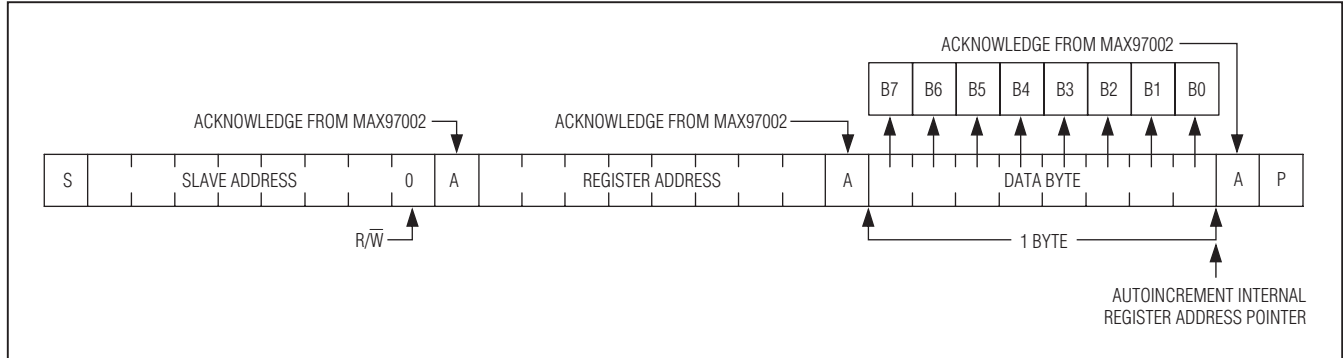 ACKNOWLEDGE FROM MAX97002
B7 B6 B5 B4 B3 B2 B1 B0
ACKNOWLEDGE FROM MAX97002 ACKNOWLEDGE FROM MAX97002
S SLAVE ADDRESS 0 A REGISTER ADDRESS A DATA BYTE A P
R/W̅ 1 BYTE
AUTOINCREMENT INTERNAL
REGISTER ADDRESS POINTER